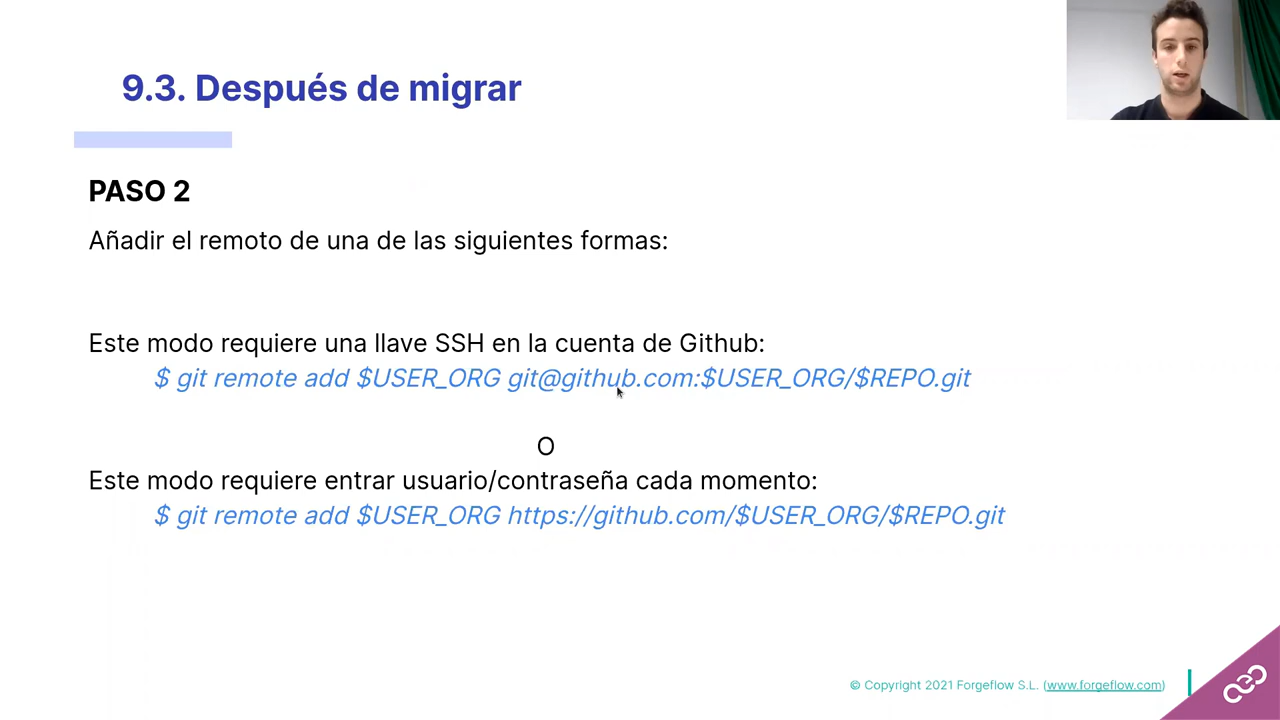 9.3. Después de migrar
PASO 2
Añadir el remoto de una de las siguientes formas:
Este modo requiere una llave SSH en la cuenta de Github:
$ git remote add $USER_ORG git@github.com:$USER_ORG/$REPO.git
O
Este modo requiere entrar usuario/contraseña cada momento:
$ git remote add $USER_ORG https://github.com/$USER_ORG/$REPO.git
© Copyright 2021 Forgeflow S.L. (www.forgeflow.com)